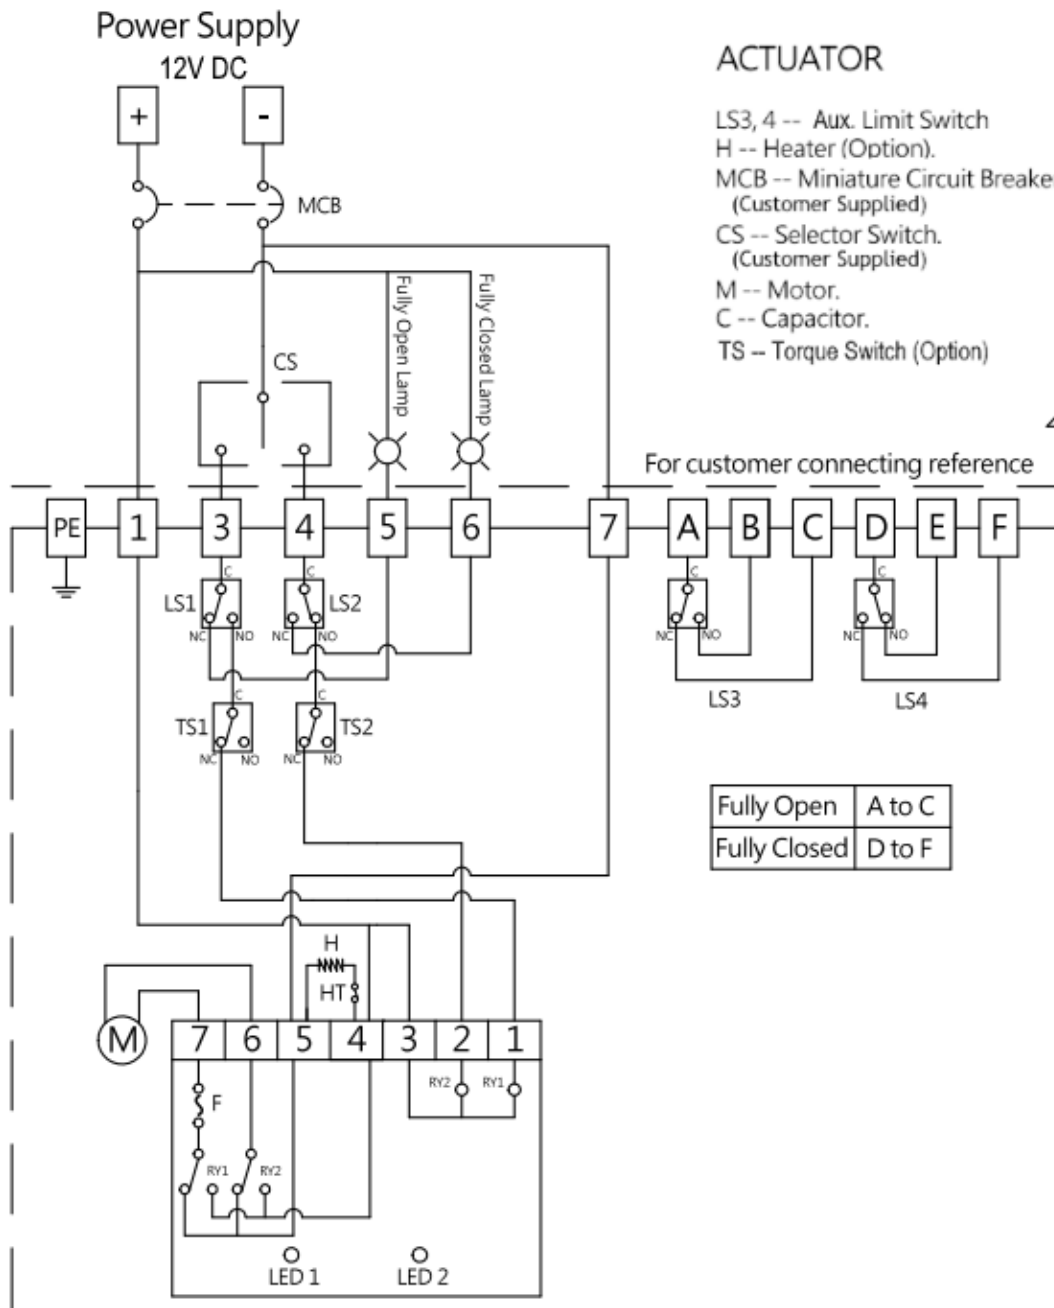 Power Supply
12V DC
+ -
MCB
ACTUATOR
LS3, 4 -- Aux. Limit Switch
H -- Heater (Option).
MCB -- Miniature Circuit Breake
(Customer Supplied)
CS -- Selector Switch.
(Customer Supplied)
M -- Motor.
C -- Capacitor.
TS -- Torque Switch (Option)
Fully Open Lamp
Fully Closed Lamp
CS
For customer connecting reference
PE 1 3 4 5 6 7 A B C D E F
C C C C
LS1 LS2
NC NO NC NO NC NO NC NO
LS3 LS4
C C
TS1 TS2
NC NO NC NO
Fully Open A to C
Fully Closed D to F
H
HT
M
7 6 5 4 3 2 1
RY2 RY1
F
RY1 RY2
LED 1 LED 2